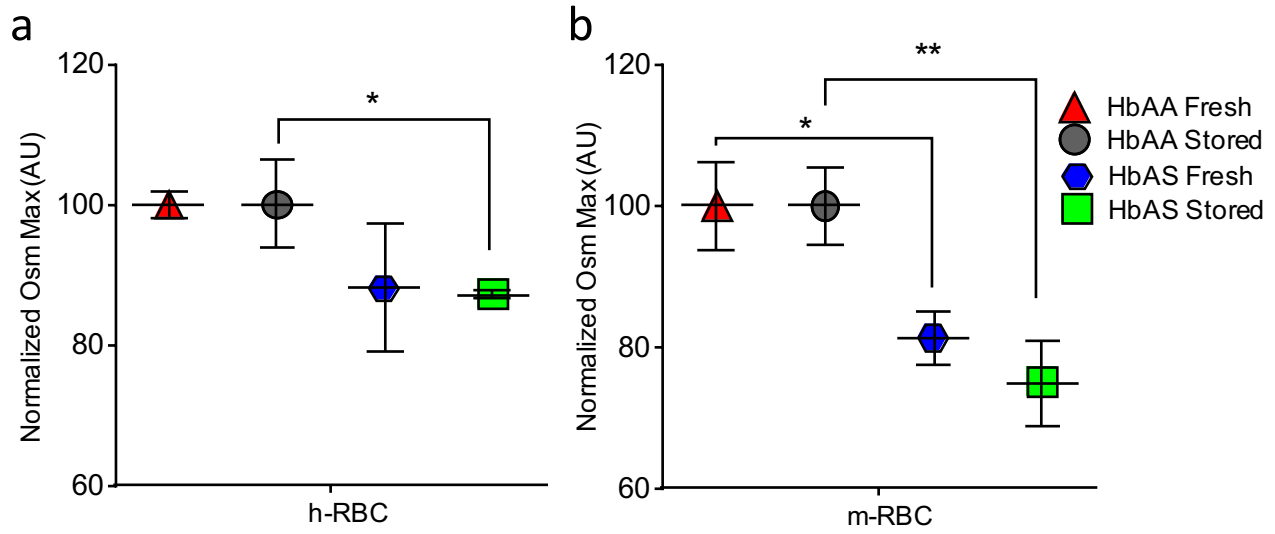 a
120
100
80
60
Normalized Osm Max (AU)
*
h-RBC
b
120
100
80
60
Normalized Osm Max (AU)
*
**
m-RBC
HbAA Fresh
HbAA Stored
HbAS Fresh
HbAS Stored